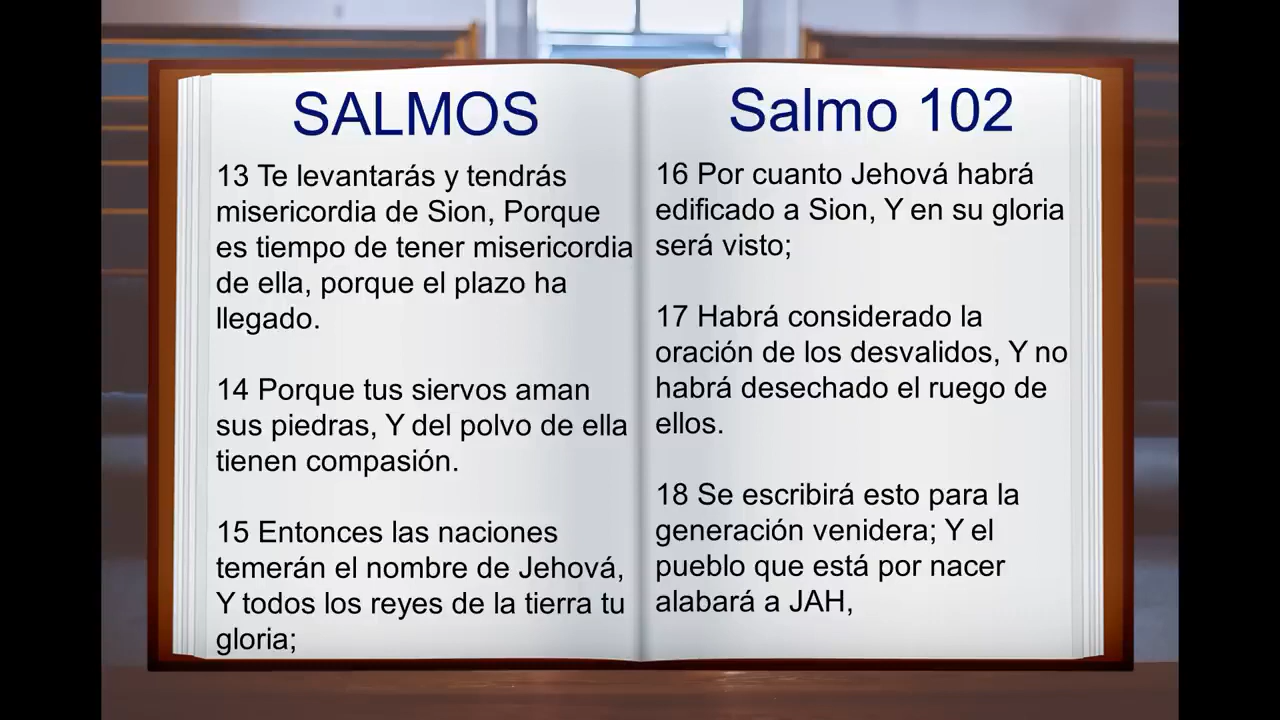 SALMOS
13 Te levantarás y tendrás
misericordia de Sion, Porque
es tiempo de tener misericordia
de ella, porque el plazo ha
llegado.
14 Porque tus siervos aman
sus piedras, Y del polvo de ella
tienen compasión.
15 Entonces las naciones
temerán el nombre de Jehová,
Y todos los reyes de la tierra tu
gloria;
Salmo 102
16 Por cuanto Jehová habrá
edificado a Sion, Y en su gloria
será visto;
17 Habrá considerado la
oración de los desvalidos, Y no
habrá desechado el ruego de
ellos.
18 Se escribirá esto para la
generación venidera; Y el
pueblo que está por nacer
alabará a JAH,